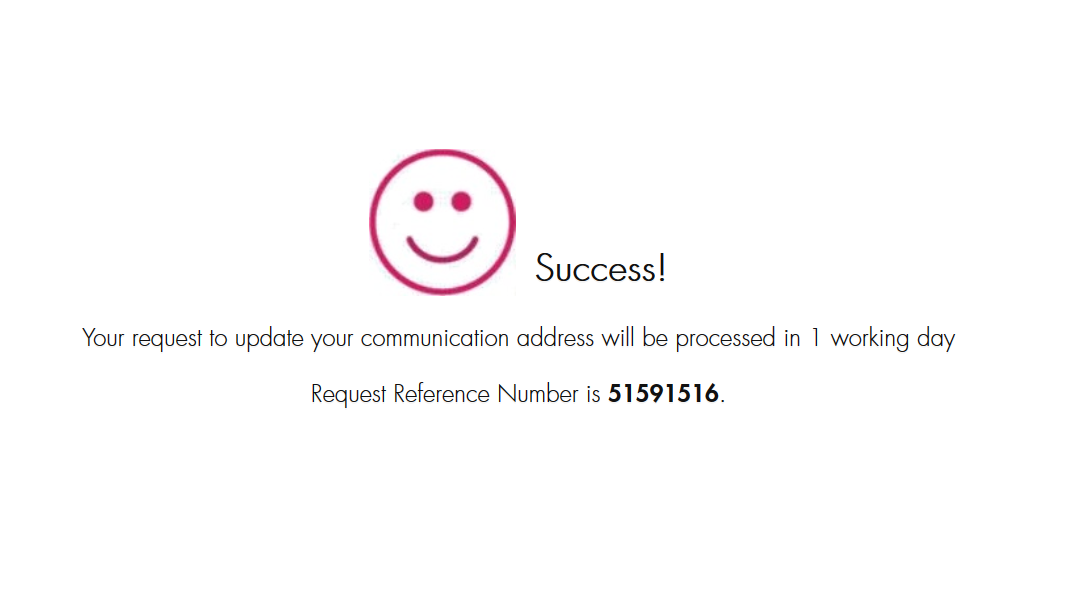 Success!
Your request to update your communication address will be processed in 1 working day
Request Reference Number is 51591516.